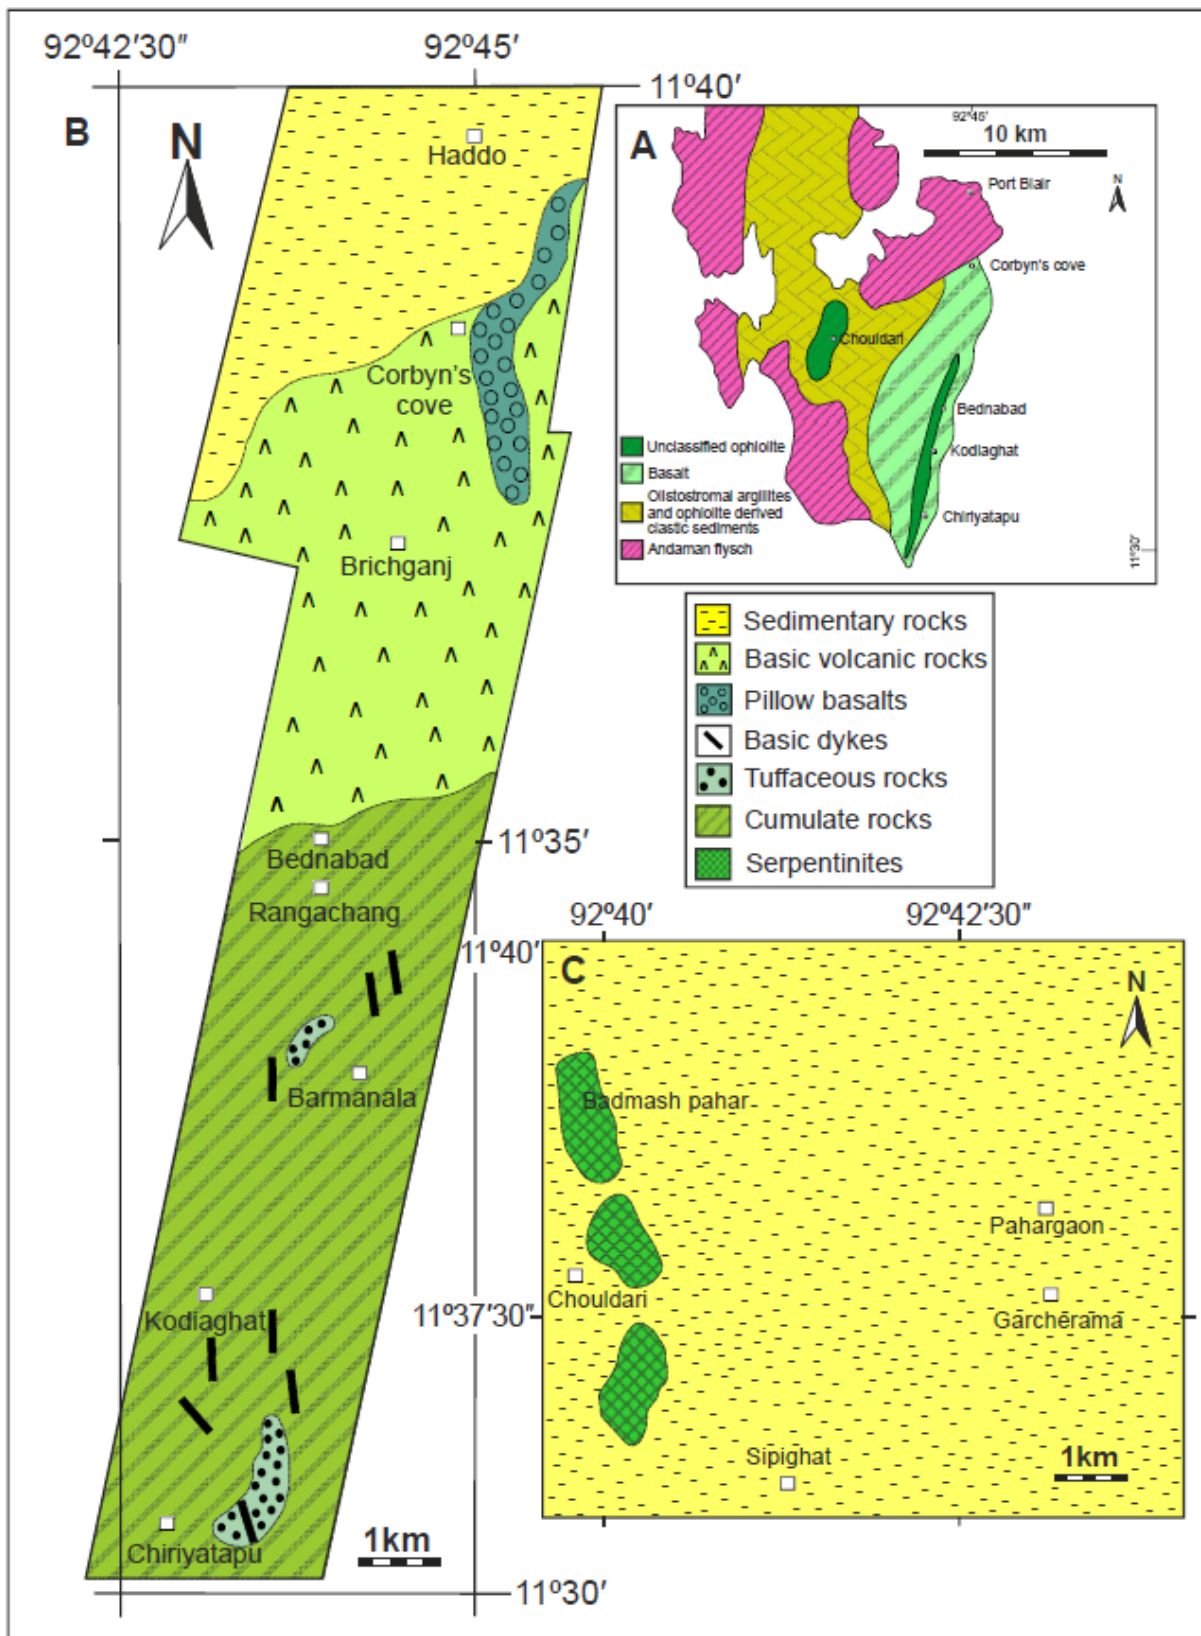 92º42′30″
92º45′
11º40′
B
N
Haddo
Corbyn's
cove
Brichganj
Bednabad
11º35′
Rangachang
Barmanala
Kodiaghat
Chiriyatapu
1km
11º30′
A
92º45'
10 km
N
Port Blair
Corbyn's cove
Chouldari
Bednabad
Kodiaghat
Chiriyatapu
11º30'
Unclassified ophiolite
Basalt
Olistostromal argillites
and ophiolite derived
clastic sediments
Andaman flysch
Sedimentary rocks
Basic volcanic rocks
Pillow basalts
Basic dykes
Tuffaceous rocks
Cumulate rocks
Serpentinites
92º40′
92º42′30″
11º40′
C
N
Badmash pahar
Pahargaon
Chouldari
11º37′30″
Garcherama
Sipighat
1km